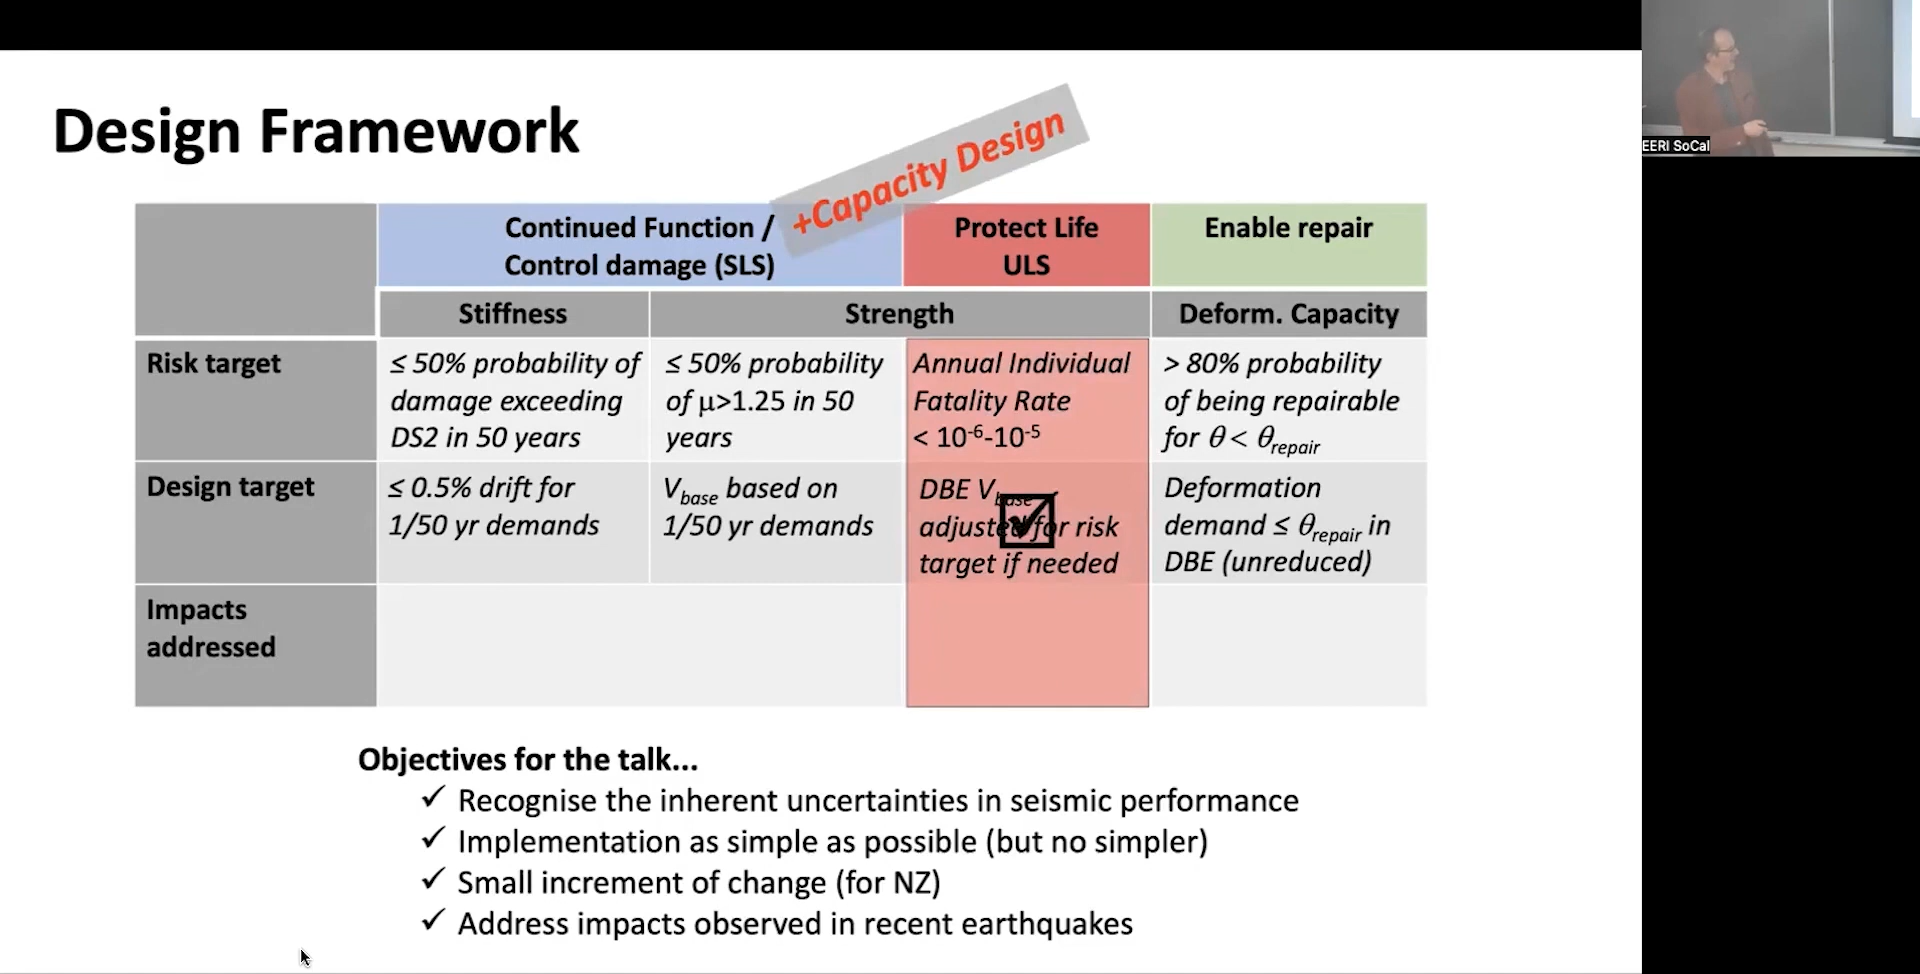 Design Framework
+Capacity Design
EERI SoCal
Continued Function /
Control damage (SLS)
Protect Life
ULS
Enable repair
Stiffness
Strength
Deform. Capacity
Risk target
≤ 50% probability of
damage exceeding
DS2 in 50 years
≤ 50% probability
of μ>1.25 in 50
years
Annual Individual
Fatality Rate
< 10⁻⁶-10⁻⁵
> 80% probability
of being repairable
for θ < θrepair
Design target
≤ 0.5% drift for
1/50 yr demands
Vbase based on
1/50 yr demands
DBE Vbase
adjusted for risk
target if needed
Deformation
demand ≤ θrepair in
DBE (unreduced)
Impacts
addressed
Objectives for the talk...
✓ Recognise the inherent uncertainties in seismic performance
✓ Implementation as simple as possible (but no simpler)
✓ Small increment of change (for NZ)
✓ Address impacts observed in recent earthquakes